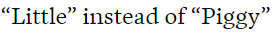 “Little” instead of “Piggy”